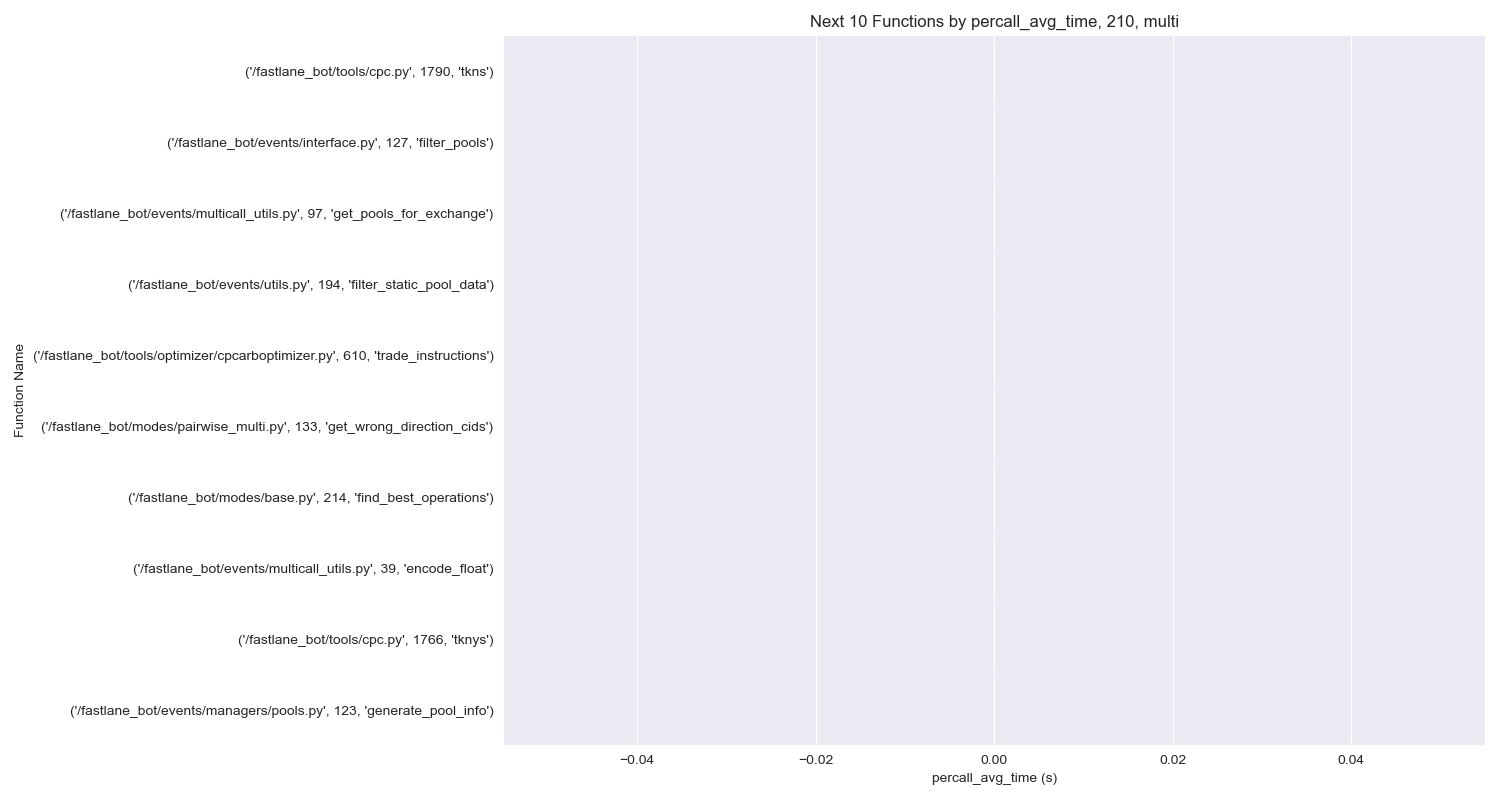 Next 10 Functions by percall_avg_time, 210, multi
('/fastlane_bot/tools/cpc.py', 1790, 'tkns')
('/fastlane_bot/events/interface.py', 127, 'filter_pools')
('/fastlane_bot/events/multicall_utils.py', 97, 'get_pools_for_exchange')
('/fastlane_bot/events/utils.py', 194, 'filter_static_pool_data')
('/fastlane_bot/tools/optimizer/cpcarboptimizer.py', 610, 'trade_instructions')
('/fastlane_bot/modes/pairwise_multi.py', 133, 'get_wrong_direction_cids')
('/fastlane_bot/modes/base.py', 214, 'find_best_operations')
('/fastlane_bot/events/multicall_utils.py', 39, 'encode_float')
('/fastlane_bot/tools/cpc.py', 1766, 'tknys')
('/fastlane_bot/events/managers/pools.py', 123, 'generate_pool_info')
Function Name
−0.04 −0.02 0.00 0.02 0.04
percall_avg_time (s)